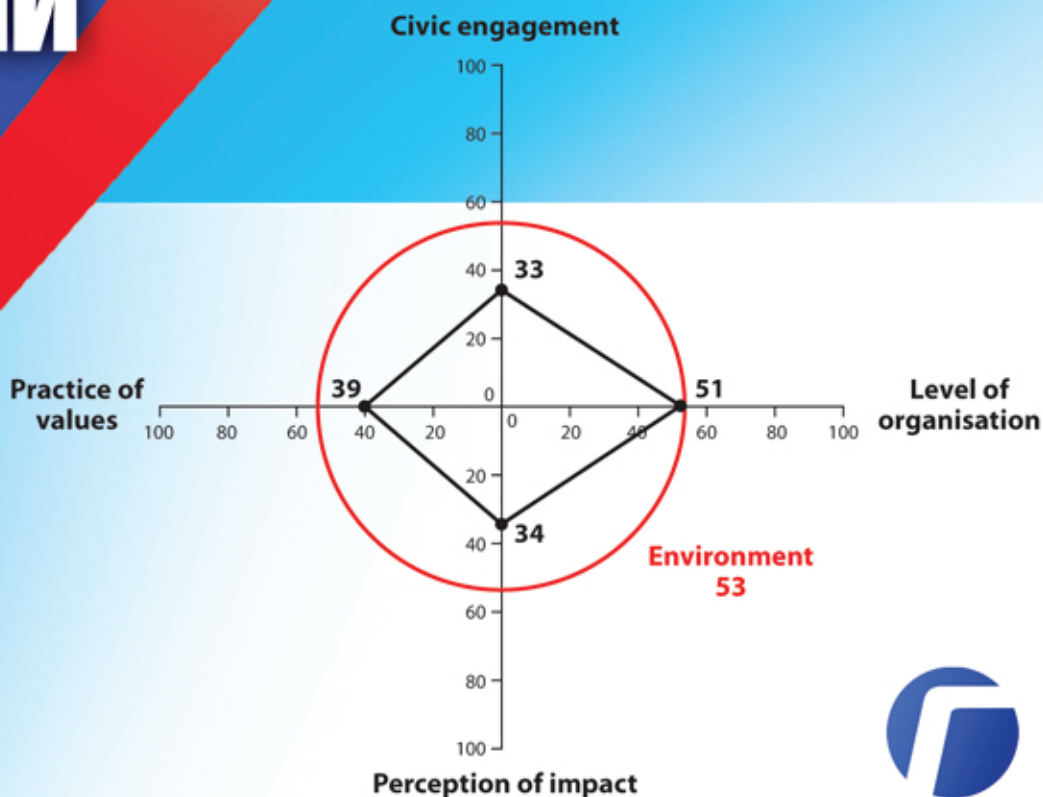 Civic engagement
100
80
60
40
33
20
0
Practice of
values
39
51
Level of
organisation
100 80 60 40 20 0 20 40 60 80 100
20
34
40
Environment
53
60
80
100
Perception of impact